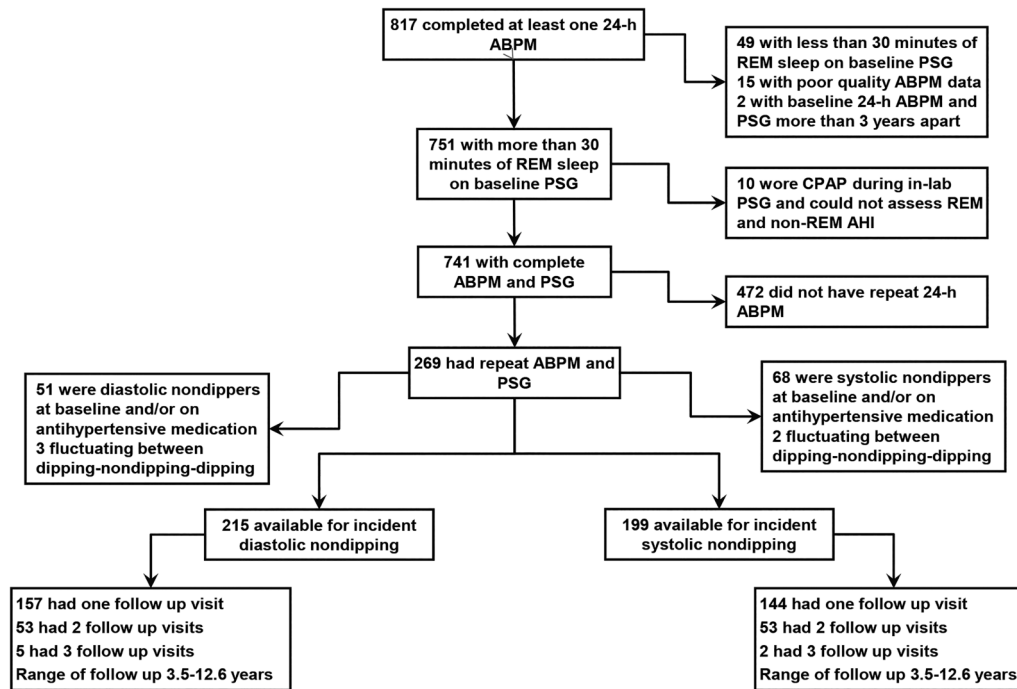 817 completed at least one 24-h
ABPM
49 with less than 30 minutes of
REM sleep on baseline PSG
15 with poor quality ABPM data
2 with baseline 24-h ABPM and
PSG more than 3 years apart
751 with more than 30
minutes of REM sleep
on baseline PSG
10 wore CPAP during in-lab
PSG and could not assess REM
and non-REM AHI
741 with complete
ABPM and PSG
472 did not have repeat 24-h
ABPM
269 had repeat ABPM and
PSG
51 were diastolic nondippers
at baseline and/or on
antihypertensive medication
3 fluctuating between
dipping-nondipping-dipping
68 were systolic nondippers
at baseline and/or on
antihypertensive medication
2 fluctuating between
dipping-nondipping-dipping
215 available for incident
diastolic nondipping
199 available for incident
systolic nondipping
157 had one follow up visit
53 had 2 follow up visits
5 had 3 follow up visits
Range of follow up 3.5-12.6 years
144 had one follow up visit
53 had 2 follow up visits
2 had 3 follow up visits
Range of follow up 3.5-12.6 years